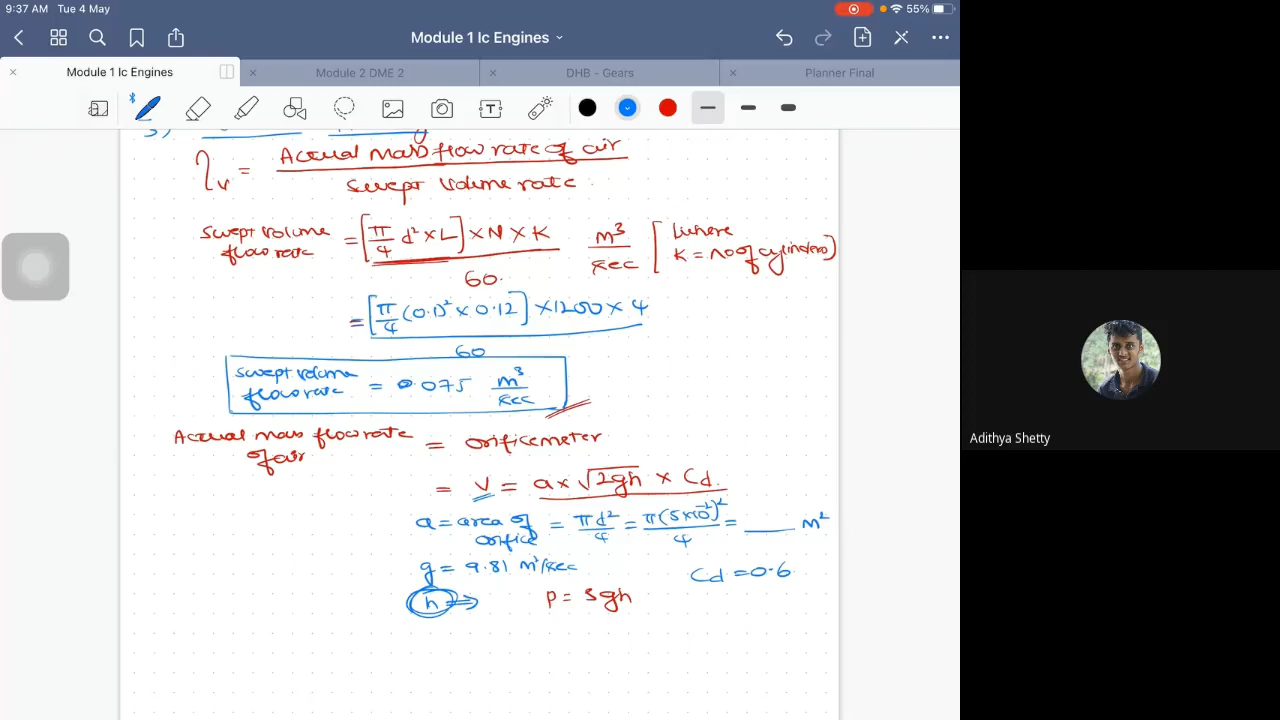 9:37 AM Tue 4 May
55%
Module 1 Ic Engines
Module 1 Ic Engines
Module 2 DME 2
DHB - Gears
Planner Final
3)
ηv = Actual mass flow rate of air / swept volume rate
swept volume flow rate = [π/4 d² × L] × N × K / 60 m³/sec [where K = no of cylinders]
= [π/4 (0.1)² × 0.12] × 1200 × 4 / 60
swept volume flow rate = 0.075 m³/sec
Actual mass flow rate of air = orificemeter
= V = a × √2gh × Cd
a = area of orifice = πd²/4 = π(5×10⁻²)²/4 = ___ m²
g = 9.81 m²/sec Cd = 0.6
h ⇒ P = ρgh
Adithya Shetty